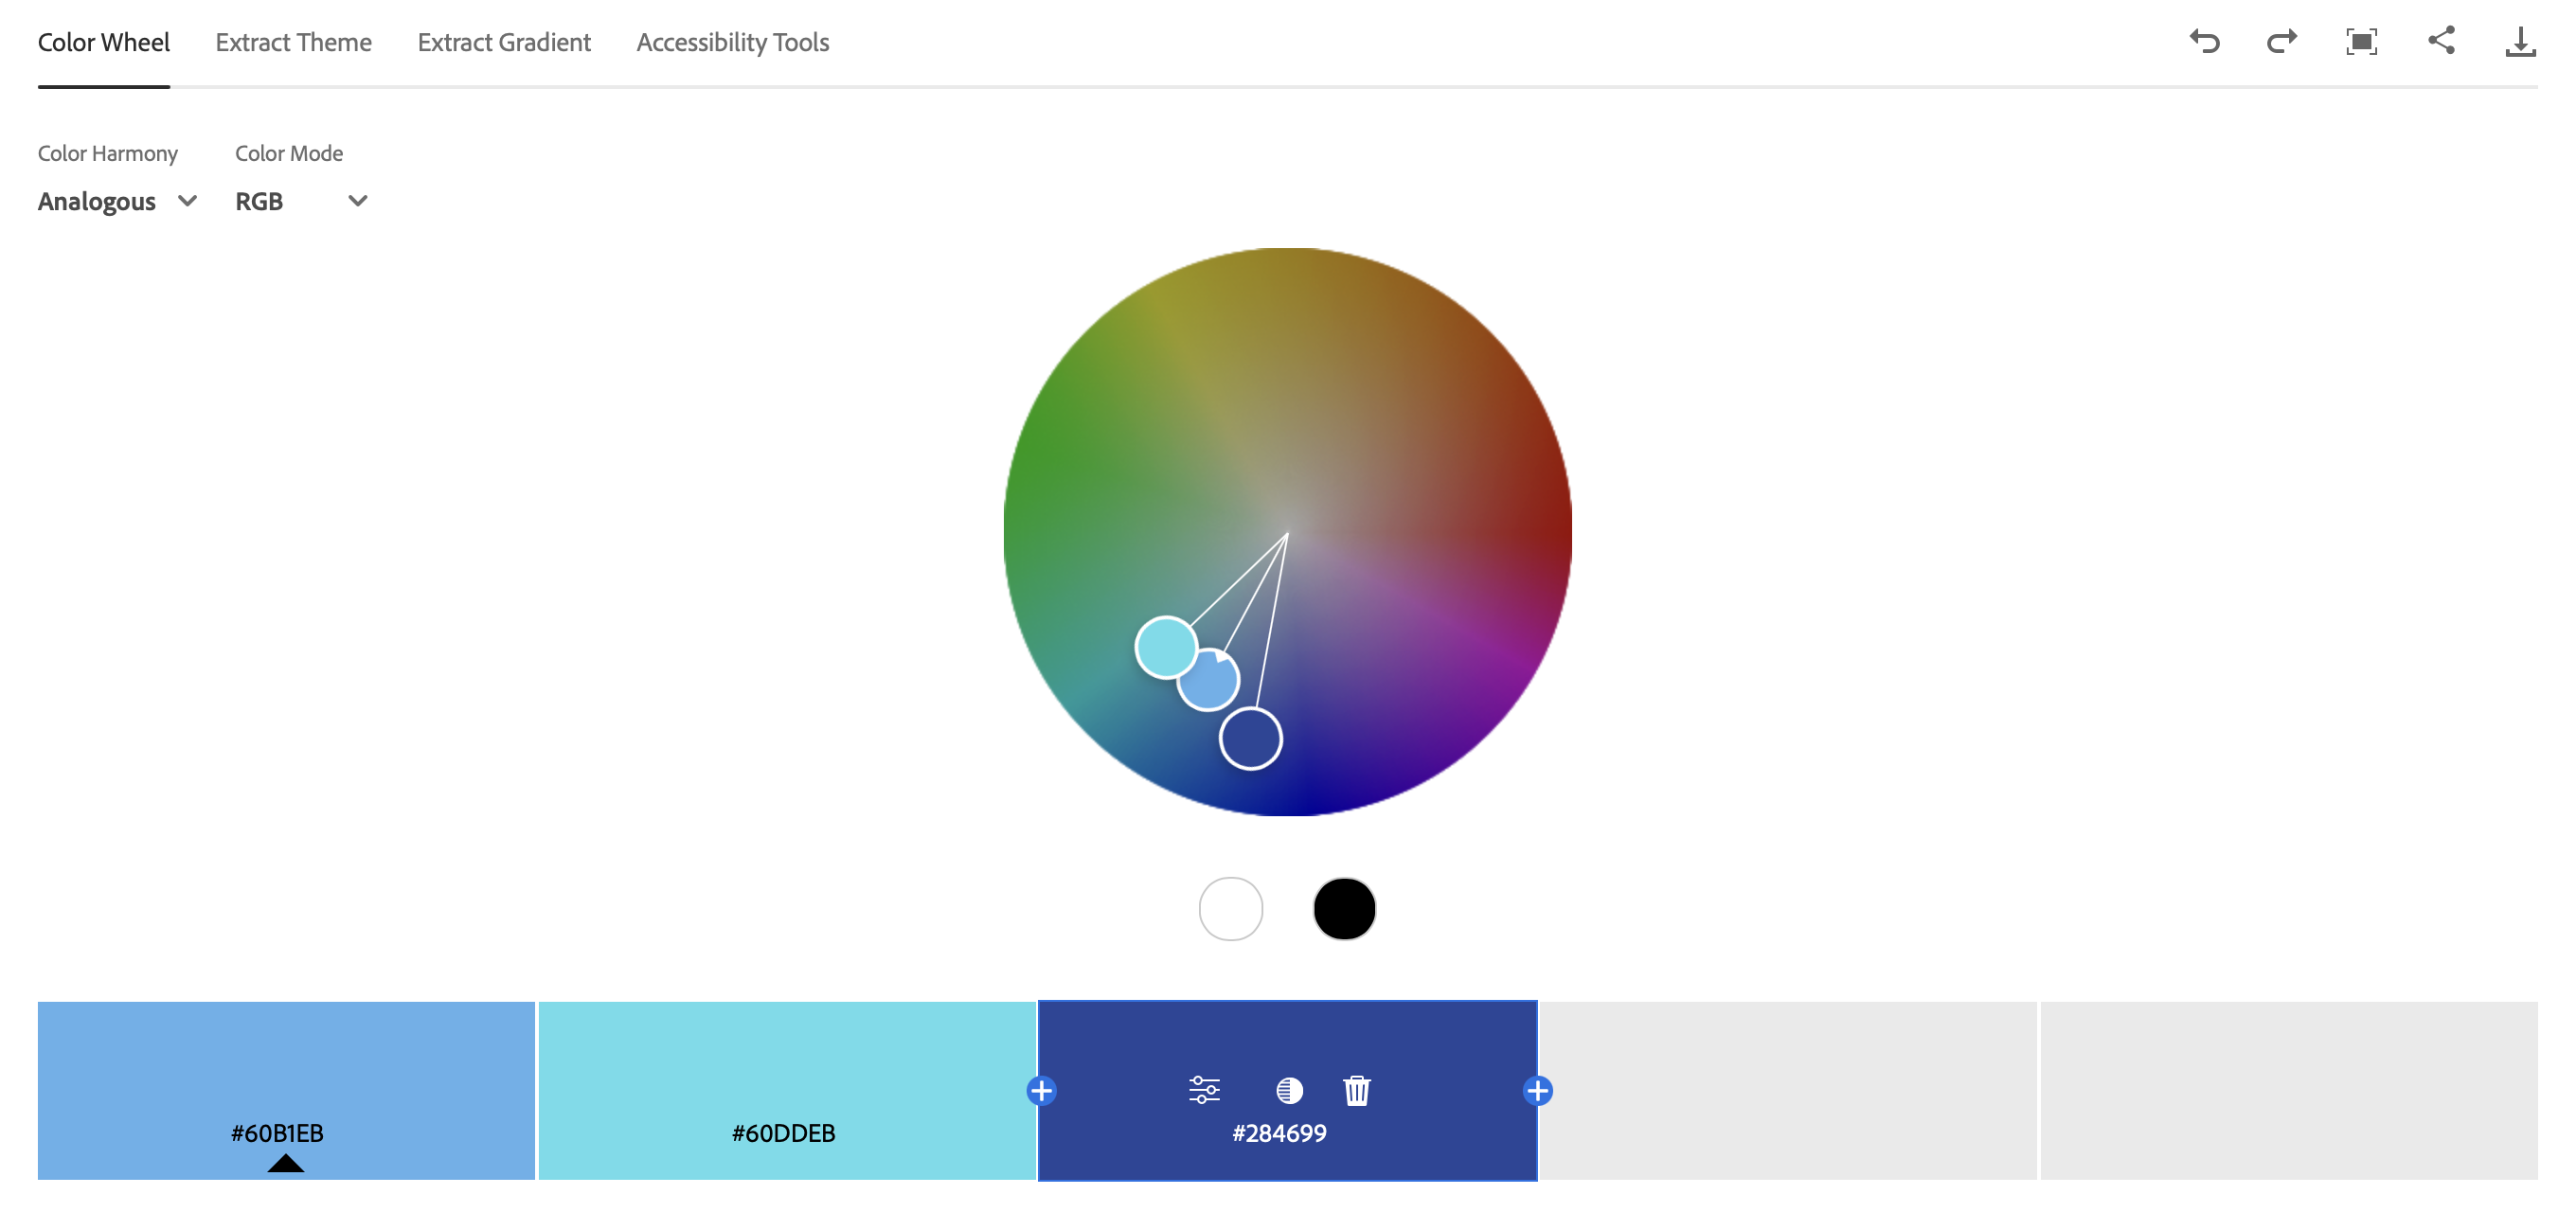 Color Wheel Extract Theme Extract Gradient Accessibility Tools
Color Harmony Color Mode
Analogous RGB
#60B1EB #60DDEB #284699